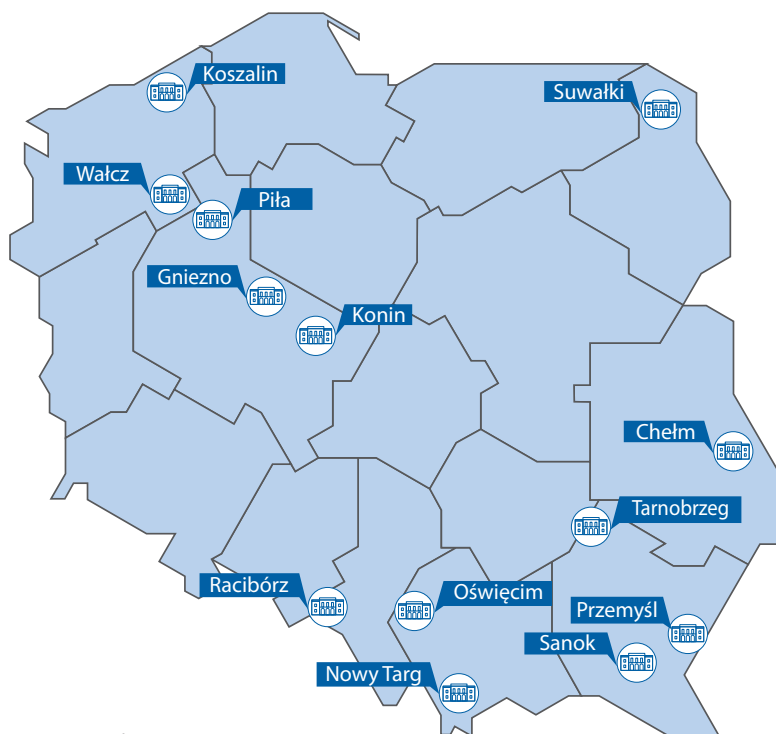 Koszalin
Suwałki
Wałcz
Piła
Gniezno
Konin
Chełm
Tarnobrzeg
Racibórz
Oświęcim
Przemyśl
Sanok
Nowy Targ